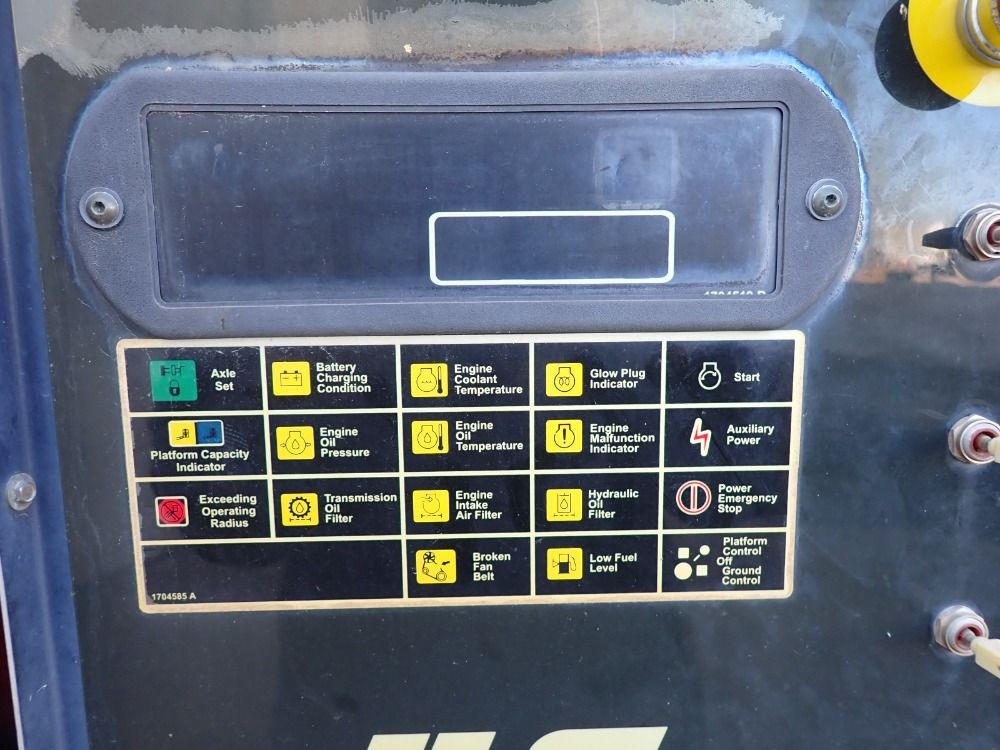 Axle
Set
Battery
Charging
Condition
Engine
Coolant
Temperature
Glow Plug
Indicator
Start
Platform Capacity
Indicator
Engine
Oil
Pressure
Engine
Oil
Temperature
Engine
Malfunction
Indicator
Auxiliary
Power
Exceeding
Operating
Radius
Transmission
Oil
Filter
Engine
Intake
Air Filter
Hydraulic
Oil
Filter
Power
Emergency
Stop
1704585 A
Broken
Fan
Belt
Low Fuel
Level
Platform
Control
Off
Ground
Control